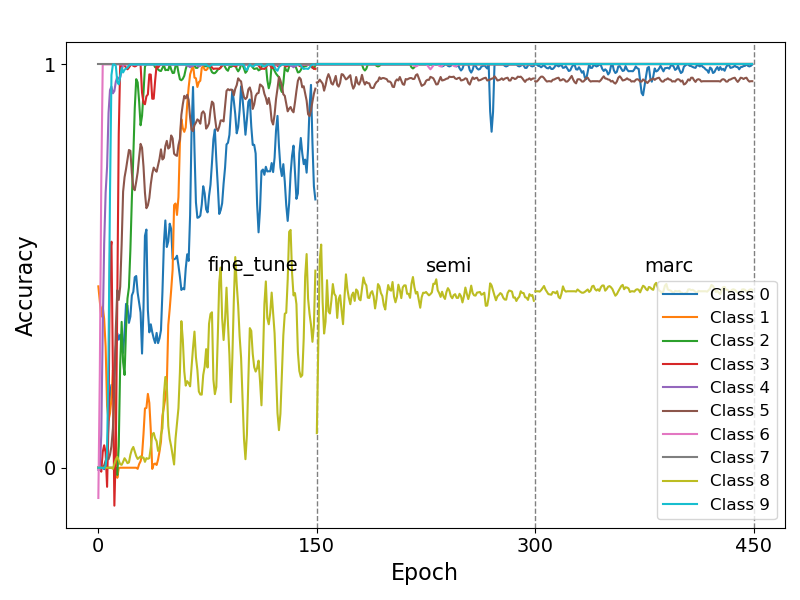 1
0
Accuracy
fine_tune
semi
marc
Class 0
Class 1
Class 2
Class 3
Class 4
Class 5
Class 6
Class 7
Class 8
Class 9
0 150 300 450
Epoch